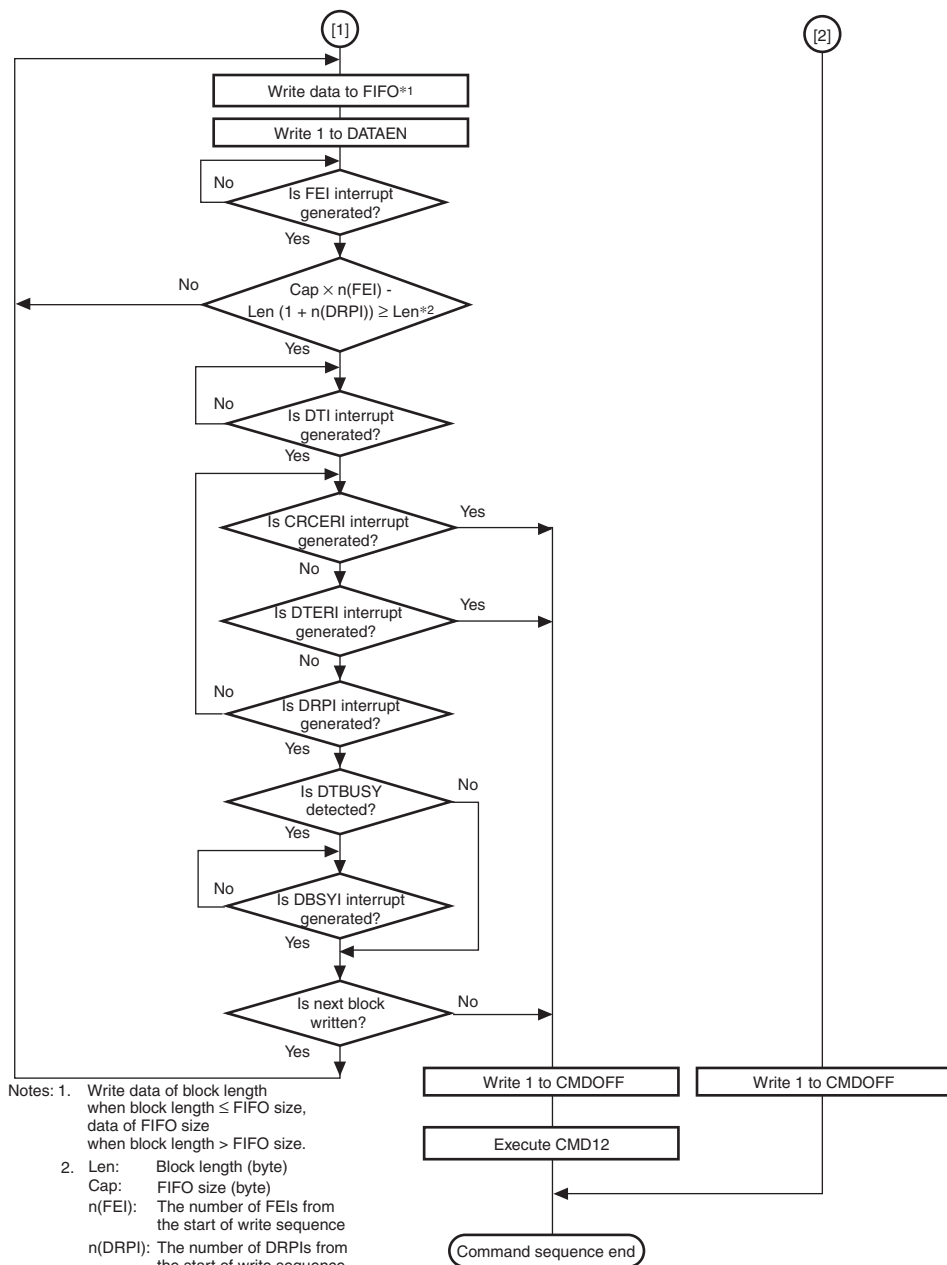 [1]
[2]
Write data to FIFO*1
Write 1 to DATAEN
No
Is FEI interrupt
generated?
Yes
No
Cap × n(FEI) -
Len (1 + n(DRPI)) ≥ Len*2
Yes
No
Is DTI interrupt
generated?
Yes
Is CRCERI interrupt
generated?
Yes
No
Is DTERI interrupt
generated?
Yes
No
No
Is DRPI interrupt
generated?
Yes
Is DTBUSY
detected?
No
Yes
No
Is DBSYI interrupt
generated?
Yes
Is next block
written?
No
Yes
Write 1 to CMDOFF
Write 1 to CMDOFF
Execute CMD12
Command sequence end
Notes: 1. Write data of block length
when block length ≤ FIFO size,
data of FIFO size
when block length > FIFO size.
2. Len: Block length (byte)
Cap: FIFO size (byte)
n(FEI): The number of FEIs from
the start of write sequence
n(DRPI): The number of DRPIs from
the start of write sequence